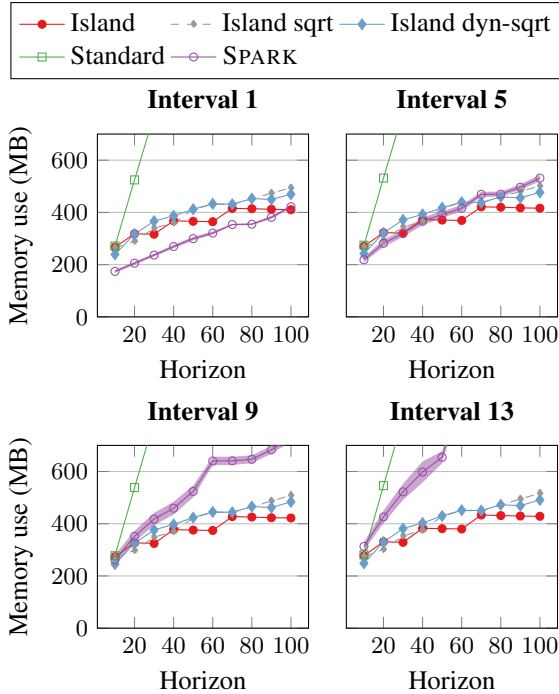 Island Island sqrt Island dyn-sqrt
Standard SPARK
Interval 1 Interval 5
Memory use (MB)
600
400
200
0
20 40 60 80 100 20 40 60 80 100
Horizon Horizon
Interval 9 Interval 13
Memory use (MB)
600
400
200
0
20 40 60 80 100 20 40 60 80 100
Horizon Horizon